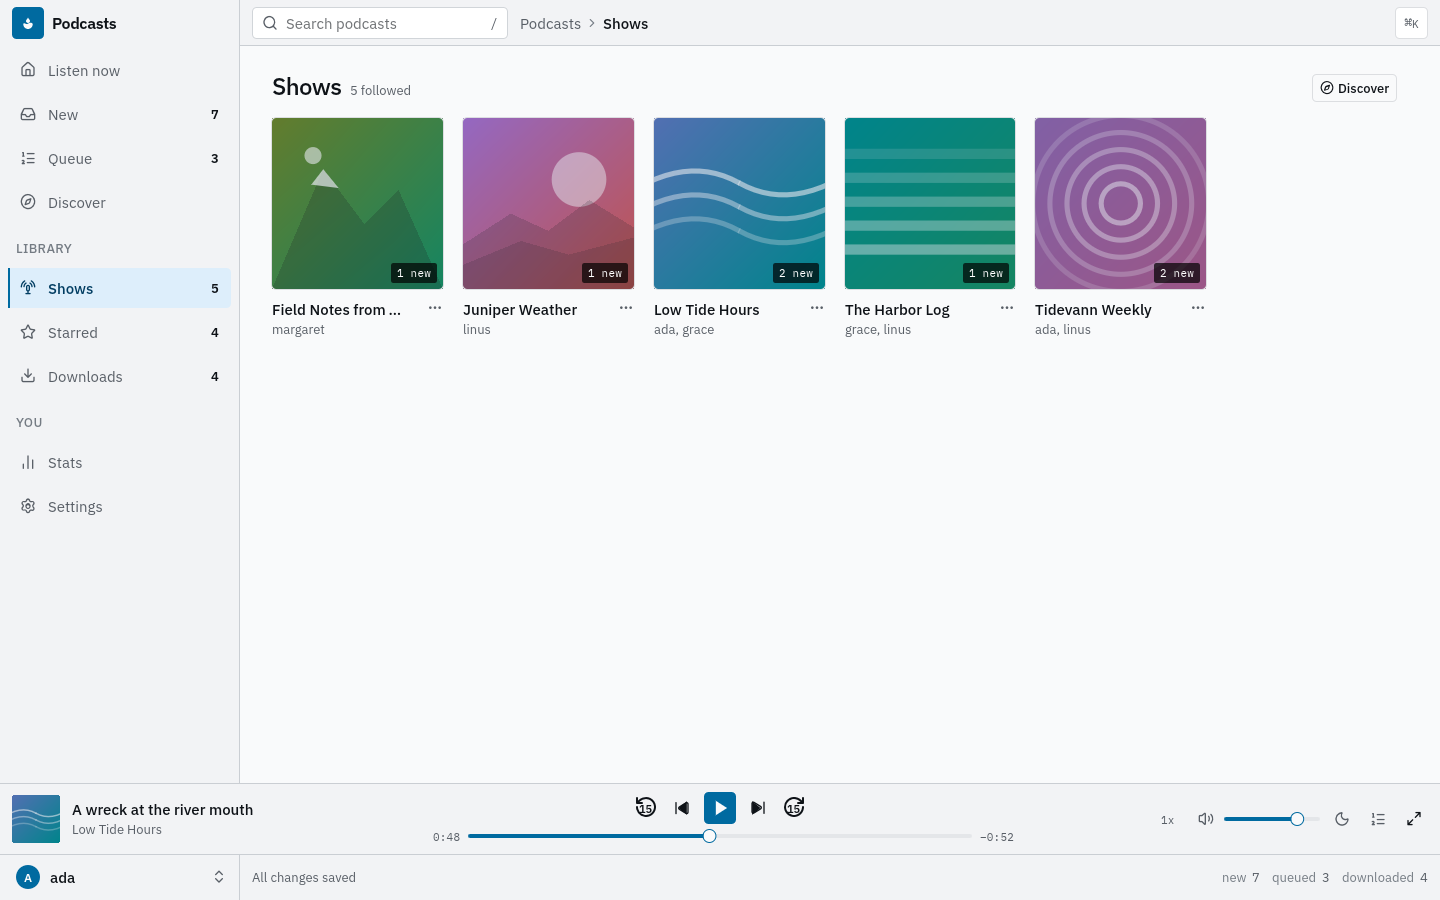 Podcasts
Search podcasts /
Podcasts > Shows
⌘K
Listen now
New 7
Queue 3
Discover
LIBRARY
Shows 5
Starred 4
Downloads 4
YOU
Stats
Settings
Shows 5 followed
Discover
1 new
1 new
2 new
1 new
2 new
Field Notes from ...
margaret
Juniper Weather
linus
Low Tide Hours
ada, grace
The Harbor Log
grace, linus
Tidevann Weekly
ada, linus
A wreck at the river mouth
Low Tide Hours
15
15
0:48
−0:52
1x
A ada
All changes saved
new 7 queued 3 downloaded 4